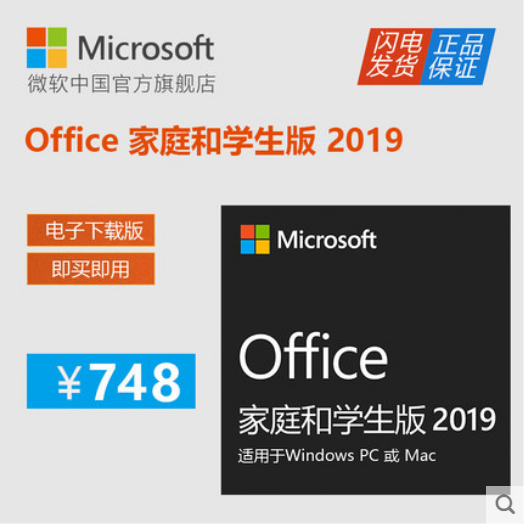 Microsoft
微软中国官方旗舰店
闪电
发货
正品
保证
Office 家庭和学生版 2019
电子下载版
即买即用
￥748
Microsoft
Office
家庭和学生版 2019
适用于Windows PC 或 Mac